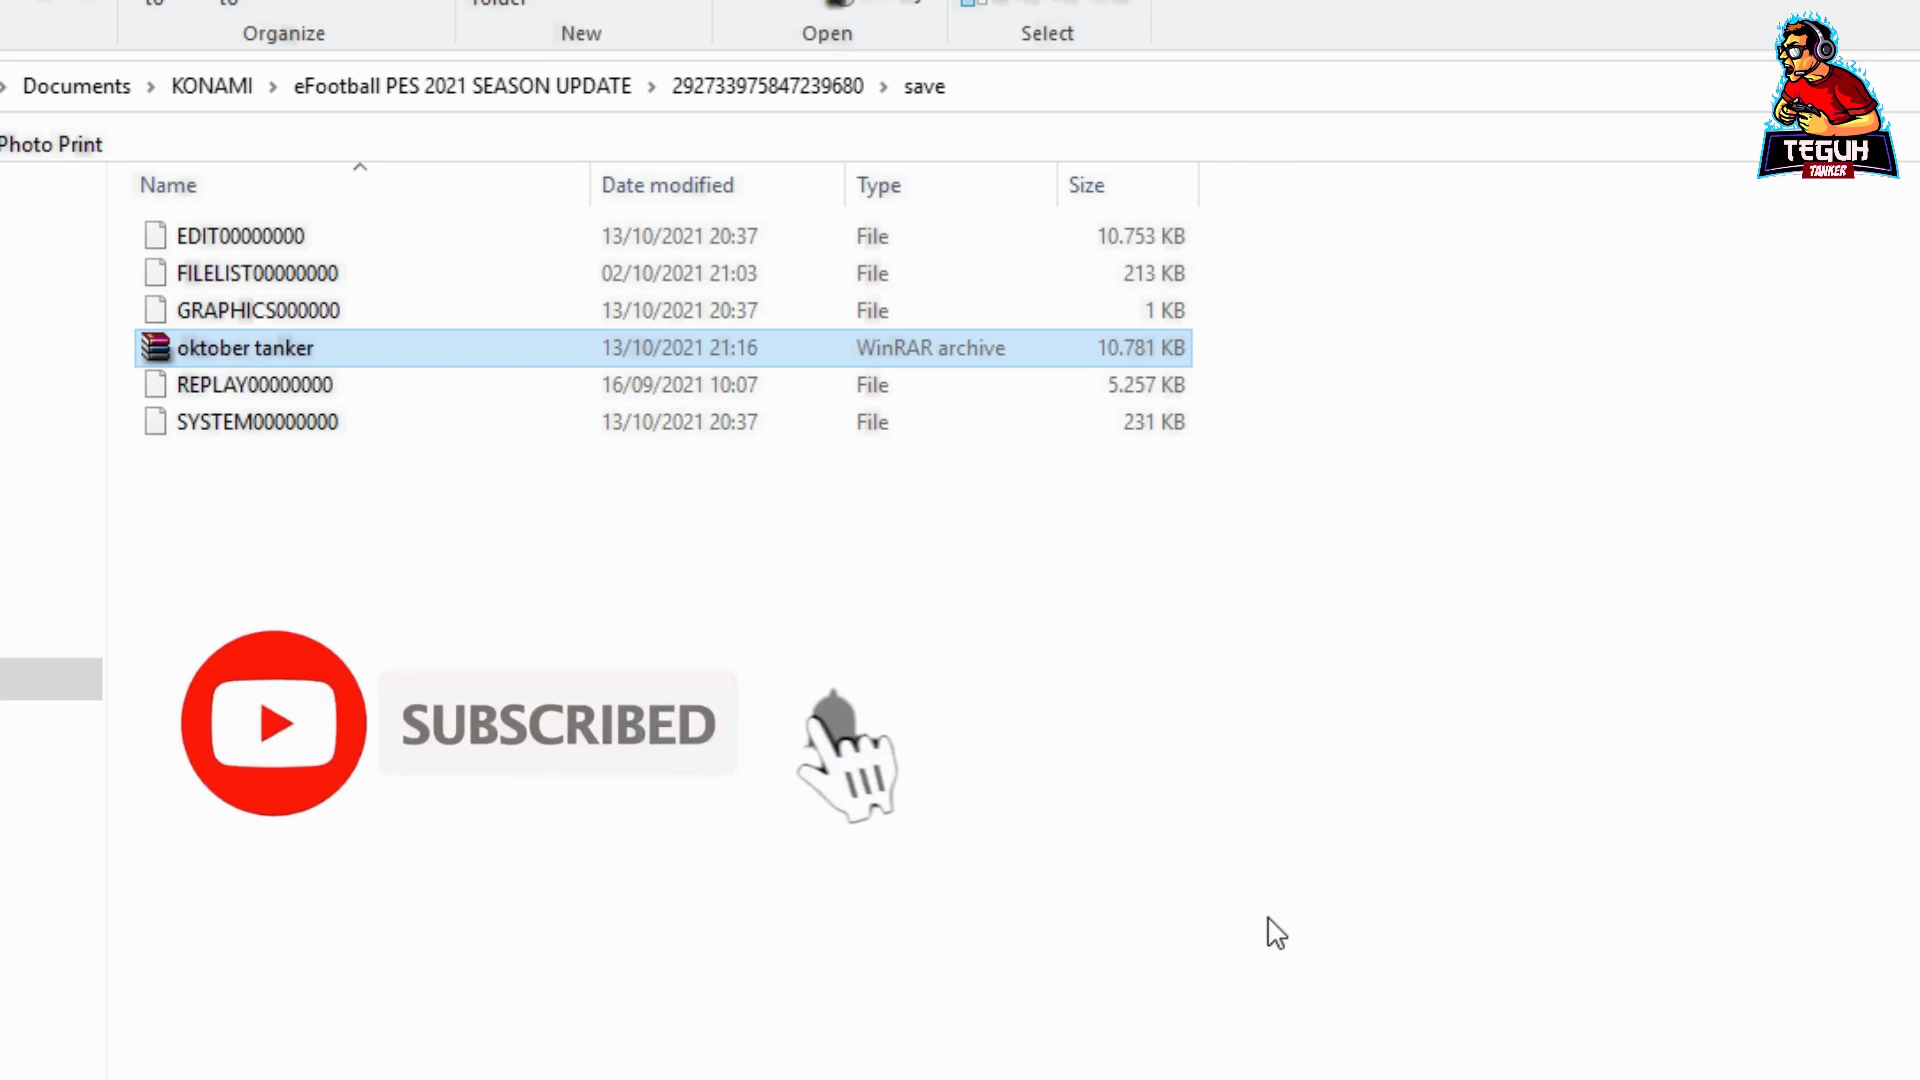 Organize New Open Select
Documents > KONAMI > eFootball PES 2021 SEASON UPDATE > 292733975847239680 > save
Photo Print
Name Date modified Type Size
EDIT00000000 13/10/2021 20:37 File 10.753 KB
FILELIST00000000 02/10/2021 21:03 File 213 KB
GRAPHICS000000 13/10/2021 20:37 File 1 KB
oktober tanker 13/10/2021 21:16 WinRAR archive 10.781 KB
REPLAY00000000 16/09/2021 10:07 File 5.257 KB
SYSTEM00000000 13/10/2021 20:37 File 231 KB
SUBSCRIBED
TEGUH
TANKER